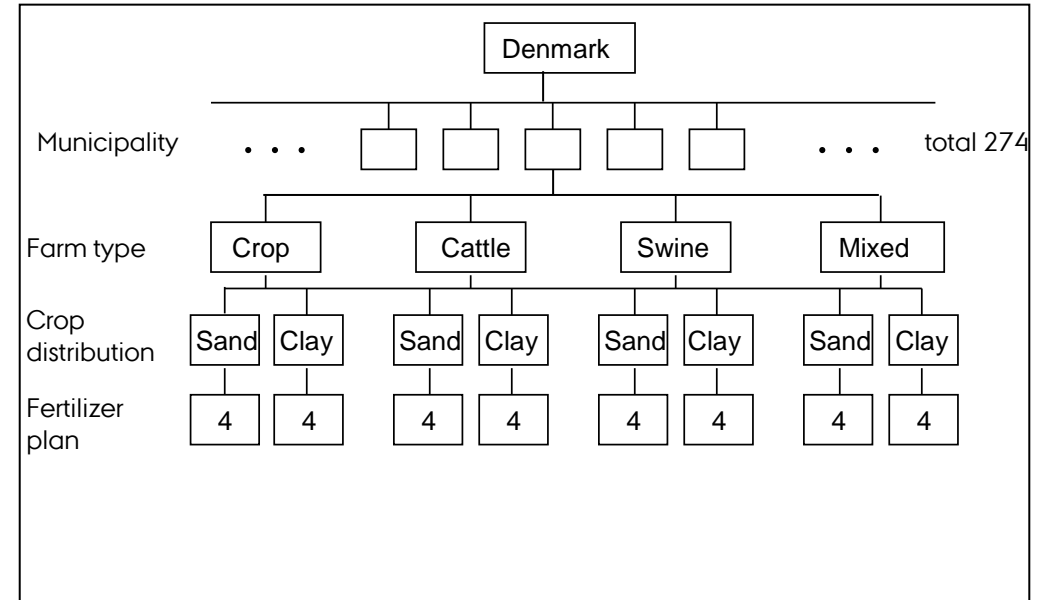 Denmark
Municipality . . . . . . total 274
Farm type Crop Cattle Swine Mixed
Crop
distribution
Sand Clay Sand Clay Sand Clay Sand Clay
Fertilizer
plan
4 4 4 4 4 4 4 4